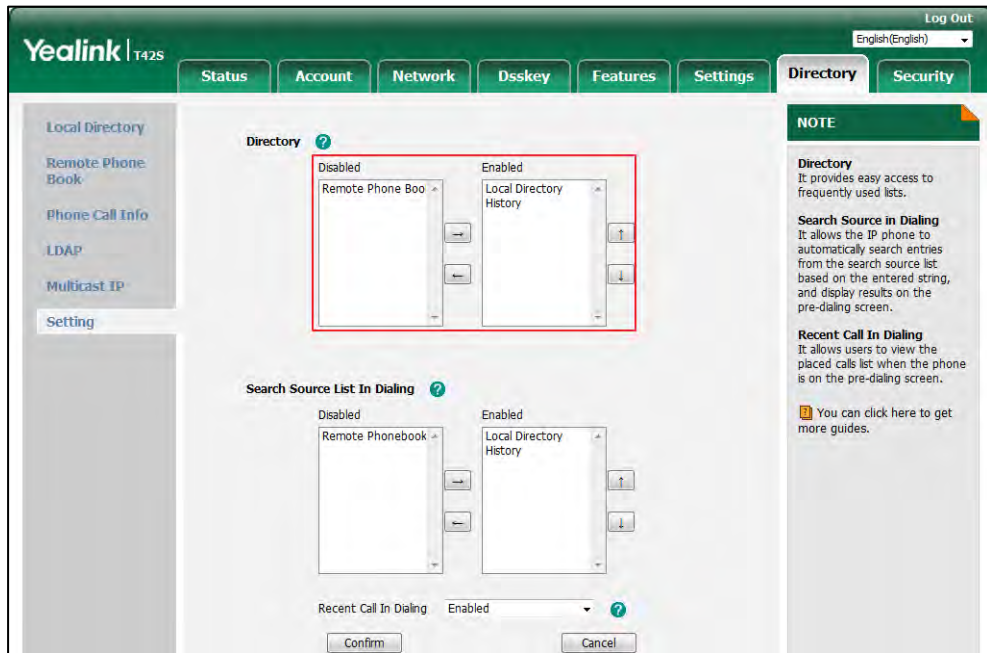 Log Out
Yealink T42S
English(English)
Status Account Network Dsskey Features Settings Directory Security
Local Directory
Remote Phone
Book
Phone Call Info
LDAP
Multicast IP
Setting
Directory ?
Disabled Enabled
Remote Phone Boo Local Directory
History
→ ↑
← ↓
Search Source List In Dialing ?
Disabled Enabled
Remote Phonebook Local Directory
History
→ ↑
← ↓
Recent Call In Dialing Enabled ?
Confirm Cancel
NOTE
Directory
It provides easy access to
frequently used lists.
Search Source in Dialing
It allows the IP phone to
automatically search entries
from the search source list
based on the entered string,
and display results on the
pre-dialing screen.
Recent Call In Dialing
It allows users to view the
placed calls list when the phone
is on the pre-dialing screen.
? You can click here to get
more guides.